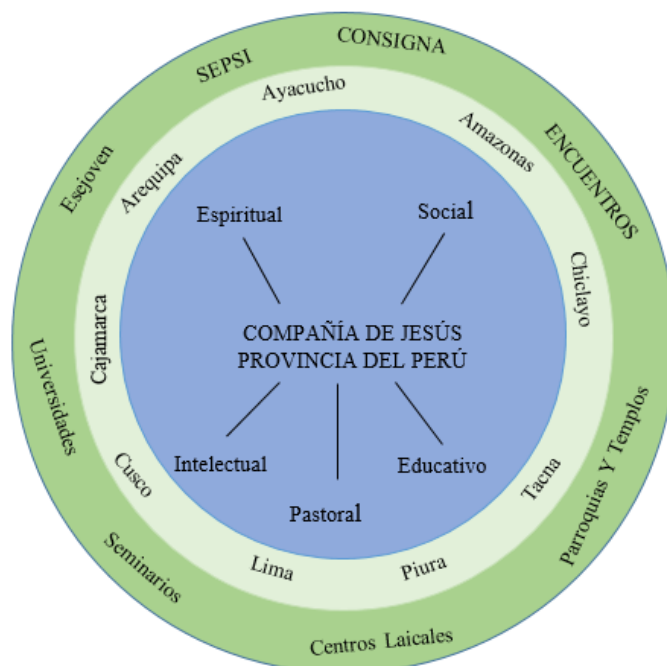 CONSIGNA
SEPSI
ENCUENTROS
Esejoven
Universidades
Parroquias Y Templos
Seminarios
Centros Laicales
Ayacucho
Amazonas
Arequipa
Chiclayo
Cajamarca
Cusco
Tacna
Lima
Piura
Espiritual
Social
COMPAÑÍA DE JESÚS
PROVINCIA DEL PERÚ
Intelectual
Educativo
Pastoral